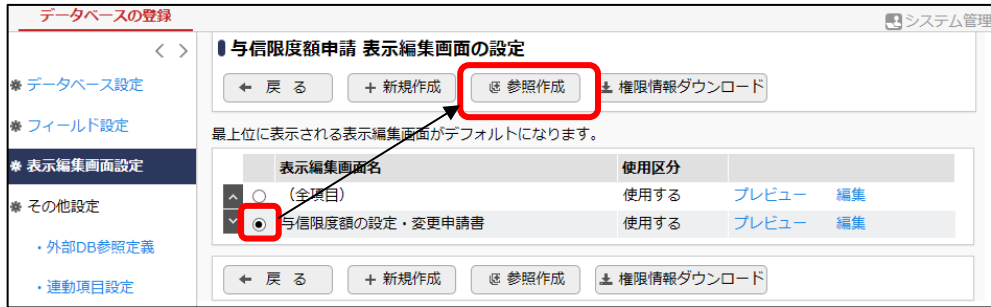 データベースの登録
システム管理
与信限度額申請 表示編集画面の設定
← 戻 る ＋新規作成 参照作成 権限情報ダウンロード
データベース設定
フィールド設定
表示編集画面設定
その他設定
・外部DB参照定義
・連動項目設定
最上位に表示される表示編集画面がデフォルトになります。
表示編集画面名 使用区分
（全項目） 使用する プレビュー 編集
与信限度額の設定・変更申請書 使用する プレビュー 編集
← 戻 る ＋新規作成 参照作成 権限情報ダウンロード